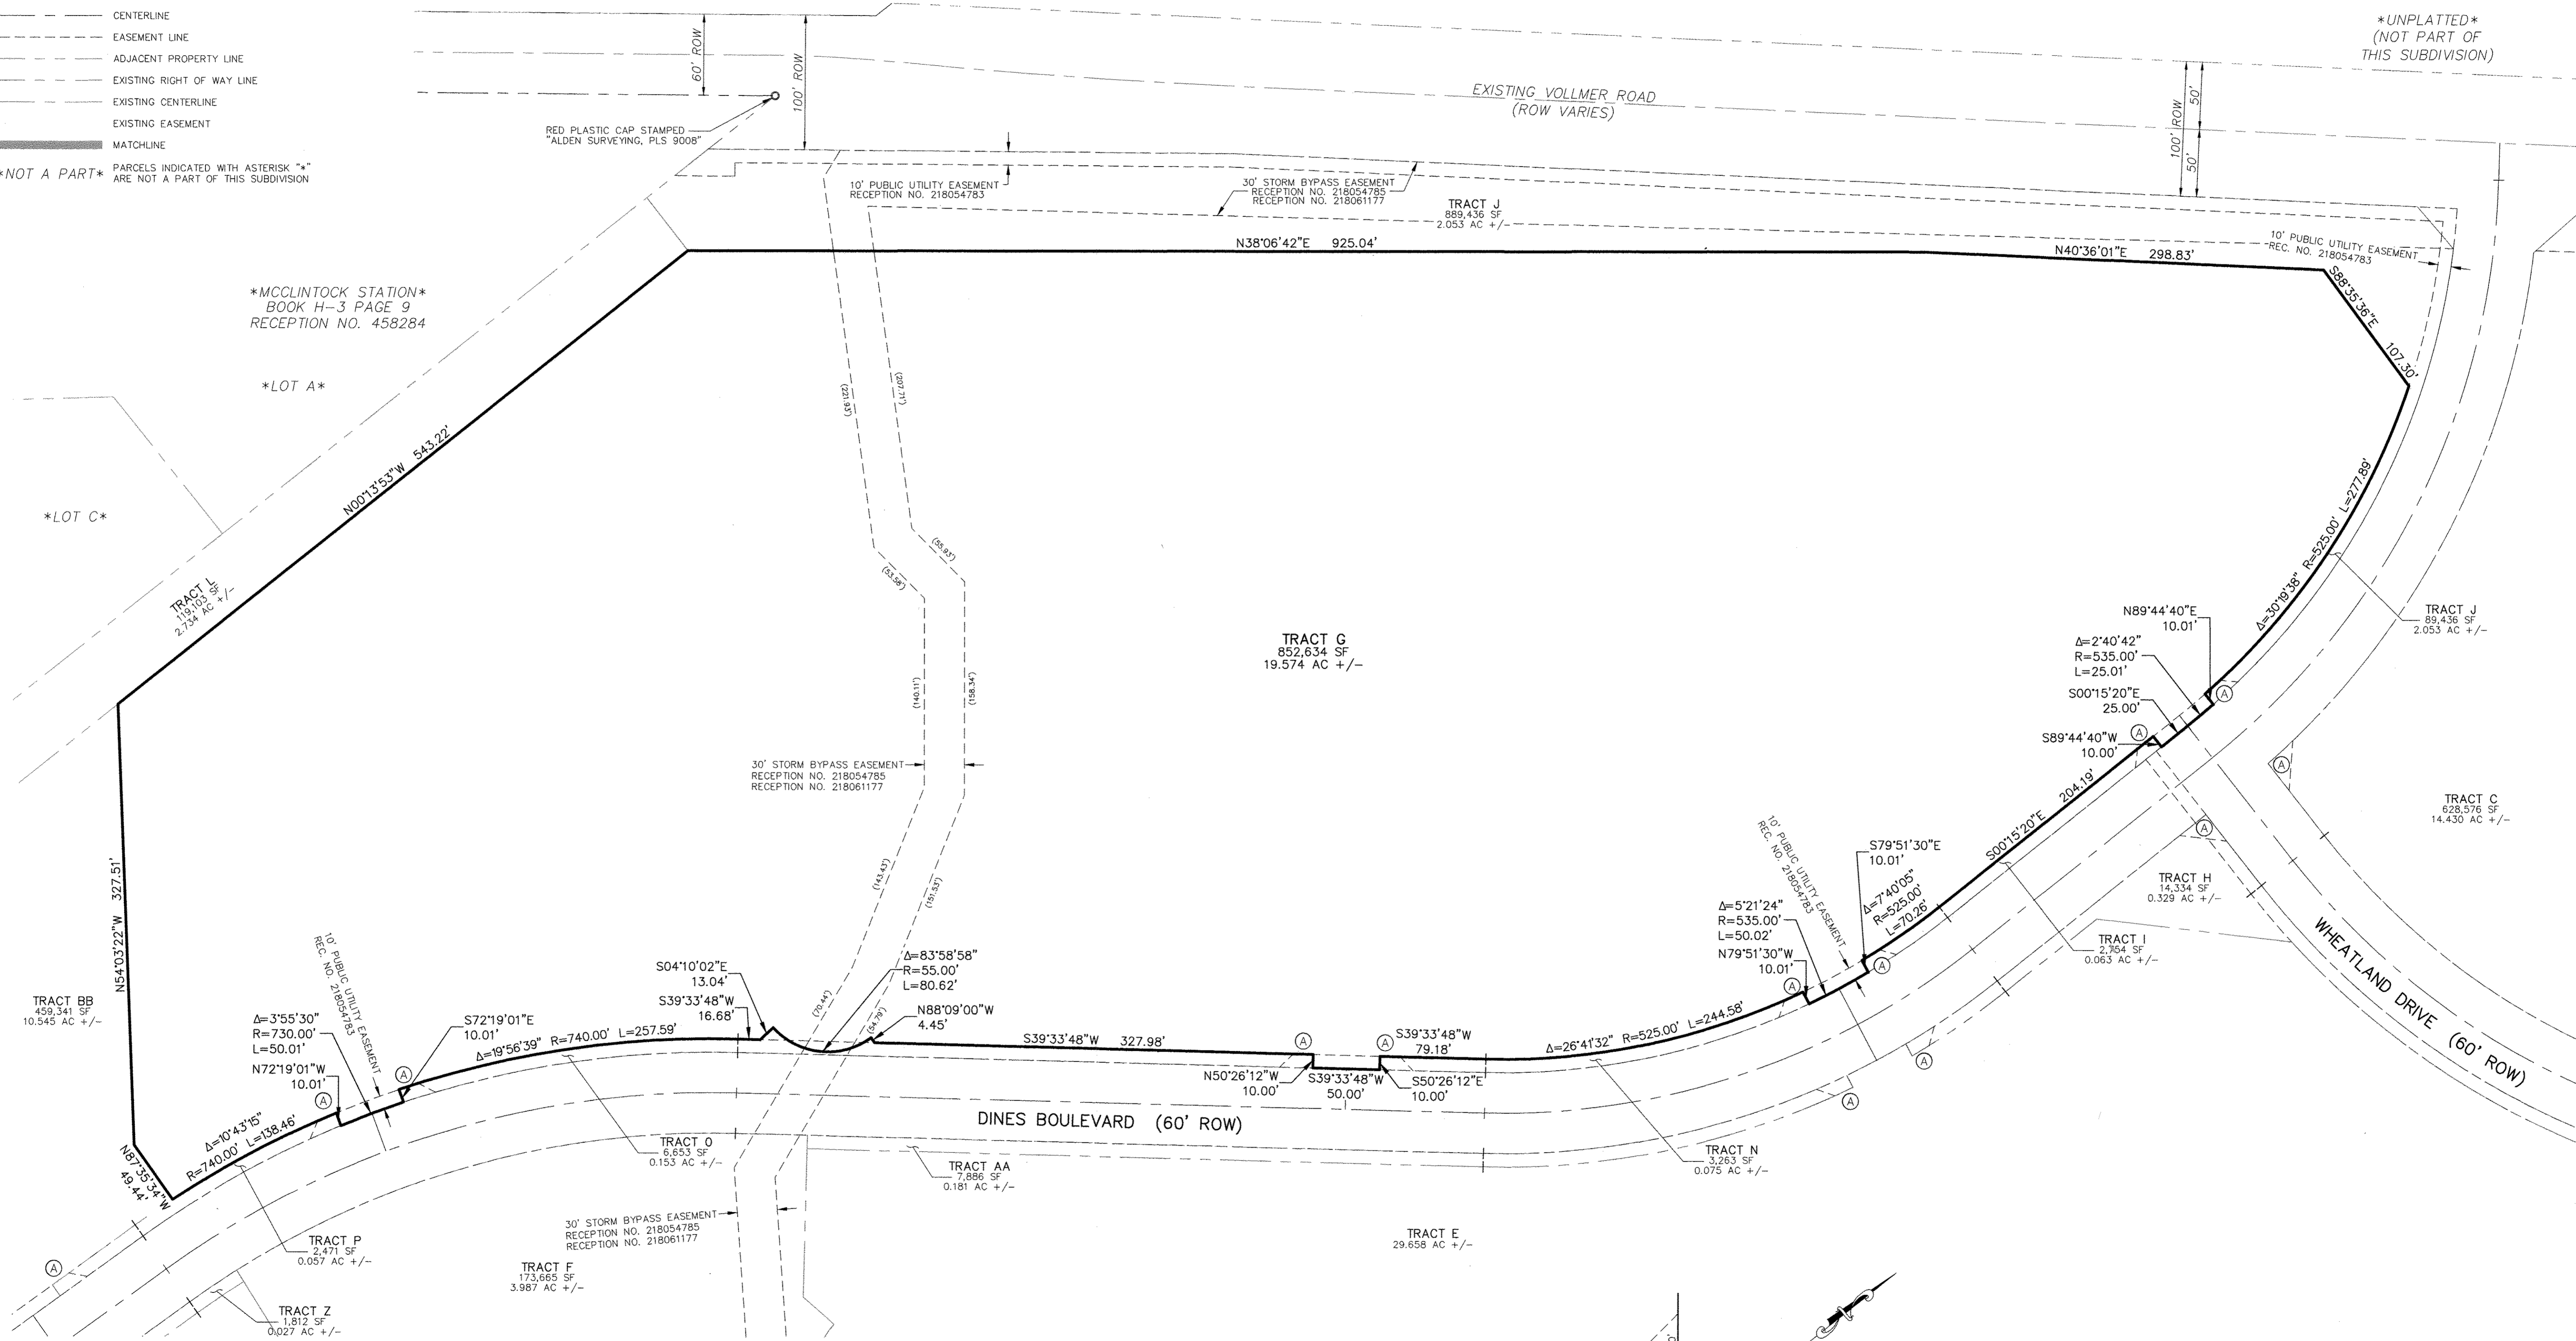 CENTERLINE
EASEMENT LINE
ADJACENT PROPERTY LINE
EXISTING RIGHT OF WAY LINE
EXISTING CENTERLINE
EXISTING EASEMENT
MATCHLINE
*NOT A PART* PARCELS INDICATED WITH ASTERISK "*"
ARE NOT A PART OF THIS SUBDIVISION
60' ROW
100' ROW
RED PLASTIC CAP STAMPED
"ALDEN SURVEYING, PLS 9008"
EXISTING VOLLMER ROAD
(ROW VARIES)
*UNPLATTED*
(NOT PART OF
THIS SUBDIVISION)
100' ROW
50'
50'
10' PUBLIC UTILITY EASEMENT
RECEPTION NO. 218054783
30' STORM BYPASS EASEMENT
RECEPTION NO. 218054785
RECEPTION NO. 218061177
TRACT J
889,436 SF
2.053 AC +/-
N38°06'42"E 925.04'
N40°36'01"E 298.83'
10' PUBLIC UTILITY EASEMENT
REC. NO. 218054783
S88°35'36"E
107.30'
*MCCLINTOCK STATION*
BOOK H-3 PAGE 9
RECEPTION NO. 458284
*LOT A*
*LOT C*
N00°13'53"W 543.22'
TRACT L
119,103 SF
2.734 AC +/-
(221.93')
(207.71')
(55.93')
(53.58')
(140.11')
(158.34')
30' STORM BYPASS EASEMENT
RECEPTION NO. 218054785
RECEPTION NO. 218061177
(143.43')
(151.53')
(70.44')
(54.79')
TRACT G
852,634 SF
19.574 AC +/-
Δ=30°19'38" R=525.00' L=277.89'
N89°44'40"E
10.01'
Δ=2°40'42"
R=535.00'
L=25.01'
S00°15'20"E
25.00'
S89°44'40"W
10.00'
A
A
TRACT J
89,436 SF
2.053 AC +/-
S00°15'20"E 204.19'
A
TRACT C
628,576 SF
14.430 AC +/-
A
TRACT H
14,334 SF
0.329 AC +/-
TRACT I
2,754 SF
0.063 AC +/-
WHEATLAND DRIVE (60' ROW)
10' PUBLIC UTILITY EASEMENT
REC. NO. 218054783
S79°51'30"E
10.01'
Δ=7°40'05"
R=525.00'
L=70.26'
Δ=5°21'24"
R=535.00'
L=50.02'
N79°51'30"W
10.01'
A
A
A
A
N54°03'22"W 327.51'
TRACT BB
459,341 SF
10.545 AC +/-
10' PUBLIC UTILITY EASEMENT
REC. NO. 218054783
Δ=3°55'30"
R=730.00'
L=50.01'
N72°19'01"W
10.01'
S72°19'01"E
10.01'
A
A
Δ=19°56'39" R=740.00' L=257.59'
S04°10'02"E
13.04'
S39°33'48"W
16.68'
Δ=83°58'58"
R=55.00'
L=80.62'
N88°09'00"W
4.45'
S39°33'48"W 327.98'
A
A
N50°26'12"W
10.00'
S39°33'48"W
50.00'
S39°33'48"W
79.18'
S50°26'12"E
10.00'
Δ=26°41'32" R=525.00' L=244.58'
DINES BOULEVARD (60' ROW)
Δ=10°43'15"
R=740.00' L=138.46'
N87°35'34"W
49.44'
TRACT O
6,653 SF
0.153 AC +/-
TRACT AA
7,886 SF
0.181 AC +/-
TRACT N
3,263 SF
0.075 AC +/-
TRACT P
2,471 SF
0.057 AC +/-
A
30' STORM BYPASS EASEMENT
RECEPTION NO. 218054785
RECEPTION NO. 218061177
TRACT F
173,665 SF
3.987 AC +/-
TRACT E
29.658 AC +/-
TRACT Z
1,812 SF
0.027 AC +/-